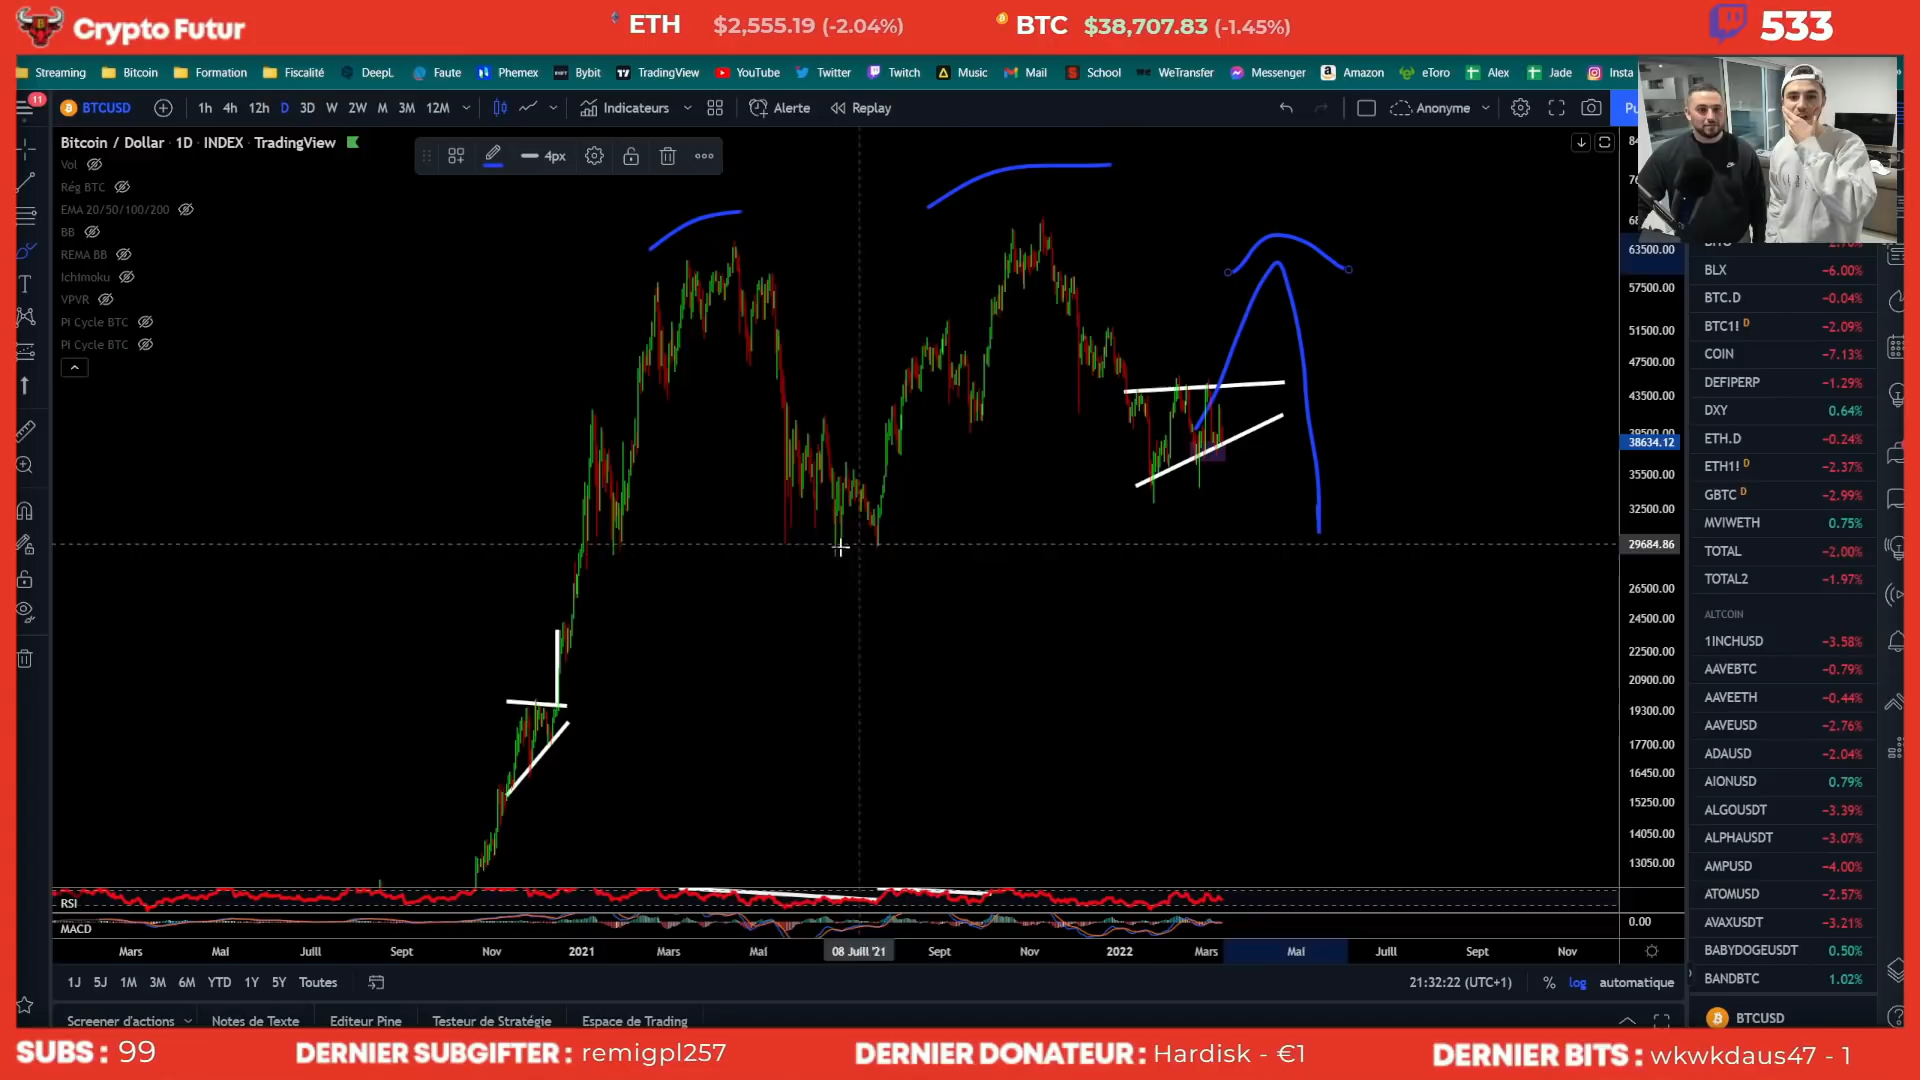 Crypto Futur
ETH $2,555.19 (-2.04%)
BTC $38,707.83 (-1.45%)
533
Streaming Bitcoin Formation Fiscalité DeepL Faute Phemex Bybit TradingView YouTube Twitter Twitch Music Mail School WeTransfer Messenger Amazon eToro Alex Jade Insta
11
BTCUSD 1h 4h 12h D 3D W 2W M 3M 12M Indicateurs Alerte Replay Anonyme
Bitcoin / Dollar · 1D · INDEX · TradingView
4px
Vol
Rég BTC
EMA 20/50/100/200
BB
REMA BB
Ichimoku
VPVR
PI Cycle BTC
PI Cycle BTC
63500.00
57500.00
51500.00
47500.00
43500.00
39500.00
38634.12
35500.00
32500.00
29684.86
26500.00
24500.00
22500.00
20900.00
19300.00
17700.00
16450.00
15250.00
14050.00
13050.00
0.00
BLX -6.00%
BTC.D -0.04%
BTC1! D -2.09%
COIN -7.13%
DEFIPERP -1.29%
DXY 0.64%
ETH.D -0.24%
ETH1! D -2.37%
GBTC D -2.99%
MVIWETH 0.75%
TOTAL -2.00%
TOTAL2 -1.97%
ALTCOIN
1INCHUSD -3.58%
AAVEBTC -0.79%
AAVEETH -0.44%
AAVEUSD -2.76%
ADAUSD -2.04%
AIONUSD 0.79%
ALGOUSDT -3.39%
ALPHAUSDT -3.07%
AMPUSD -4.00%
ATOMUSD -2.57%
AVAXUSDT -3.21%
BABYDOGEUSDT 0.50%
BANDBTC 1.02%
BTCUSD
RSI
MACD
Mars Mai Juill Sept Nov 2021 Mars Mai 08 Juill '21 Sept Nov 2022 Mars Mai Juill Sept Nov
1J 5J 1M 3M 6M YTD 1Y 5Y Toutes
21:32:22 (UTC+1) % log automatique
Screener d'actions Notes de Texte Editeur Pine Testeur de Stratégie Espace de Trading
SUBS : 99
DERNIER SUBGIFTER : remigpl257
DERNIER DONATEUR : Hardisk - €1
DERNIER BITS : wkwkdaus47 - 1